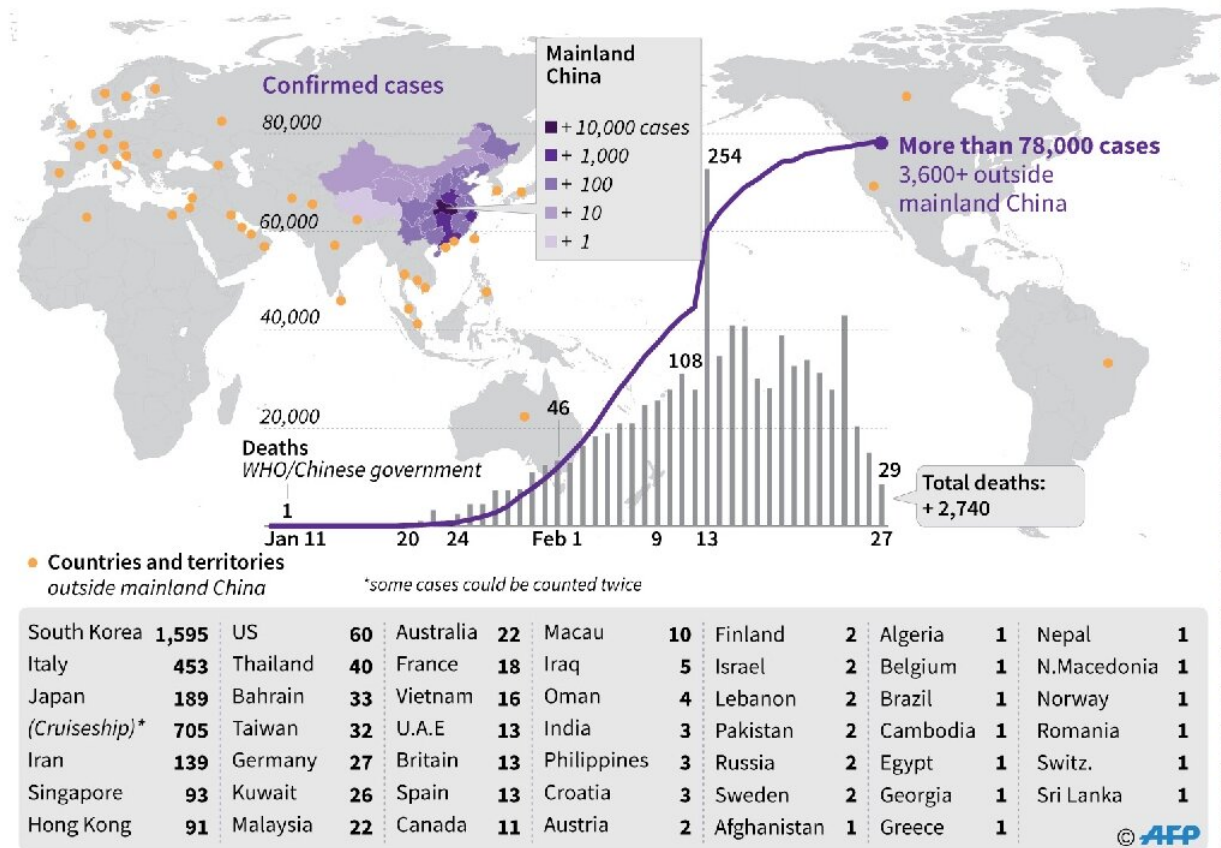 Confirmed cases
80,000
60,000
40,000
20,000
Mainland
China
+ 10,000 cases
+ 1,000
+ 100
+ 10
+ 1
254
More than 78,000 cases
3,600+ outside
mainland China
108
46
Deaths
WHO/Chinese government
1
29
Total deaths:
+ 2,740
Jan 11
20
24
Feb 1
9
13
27
Countries and territories
outside mainland China
*some cases could be counted twice
South Korea 1,595
Italy 453
Japan 189
(Cruiseship)* 705
Iran 139
Singapore 93
Hong Kong 91
US 60
Thailand 40
Bahrain 33
Taiwan 32
Germany 27
Kuwait 26
Malaysia 22
Australia 22
France 18
Vietnam 16
U.A.E 13
Britain 13
Spain 13
Canada 11
Macau 10
Iraq 5
Oman 4
India 3
Philippines 3
Croatia 3
Austria 2
Finland 2
Israel 2
Lebanon 2
Pakistan 2
Russia 2
Sweden 2
Afghanistan 1
Algeria 1
Belgium 1
Brazil 1
Cambodia 1
Egypt 1
Georgia 1
Greece 1
Nepal 1
N.Macedonia 1
Norway 1
Romania 1
Switz. 1
Sri Lanka 1
© AFP